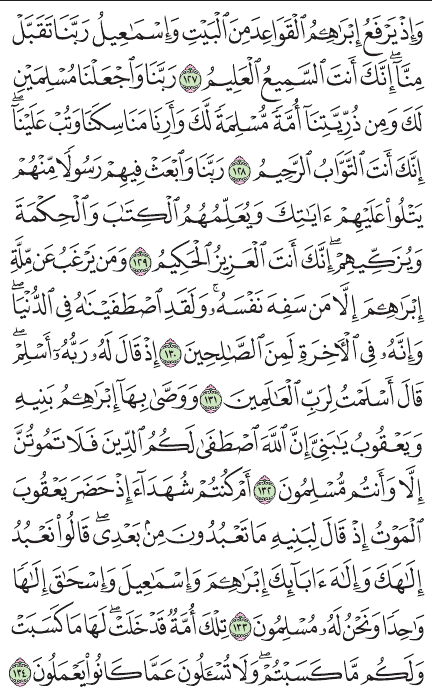 وَإِذْ يَرْفَعُ إِبْرَٰهِـۧمُ ٱلْقَوَاعِدَ مِنَ ٱلْبَيْتِ وَإِسْمَٰعِيلُ رَبَّنَا تَقَبَّلْ
مِنَّآ ۖ إِنَّكَ أَنتَ ٱلسَّمِيعُ ٱلْعَلِيمُ ١٢٧ رَبَّنَا وَٱجْعَلْنَا مُسْلِمَيْنِ
لَكَ وَمِن ذُرِّيَّتِنَآ أُمَّةً مُّسْلِمَةً لَّكَ وَأَرِنَا مَنَاسِكَنَا وَتُبْ عَلَيْنَآ ۖ
إِنَّكَ أَنتَ ٱلتَّوَّابُ ٱلرَّحِيمُ ١٢٨ رَبَّنَا وَٱبْعَثْ فِيهِمْ رَسُولًا مِّنْهُمْ
يَتْلُوا۟ عَلَيْهِمْ ءَايَٰتِكَ وَيُعَلِّمُهُمُ ٱلْكِتَٰبَ وَٱلْحِكْمَةَ
وَيُزَكِّيهِمْ ۚ إِنَّكَ أَنتَ ٱلْعَزِيزُ ٱلْحَكِيمُ ١٢٩ وَمَن يَرْغَبُ عَن مِّلَّةِ
إِبْرَٰهِـۧمَ إِلَّا مَن سَفِهَ نَفْسَهُۥ ۚ وَلَقَدِ ٱصْطَفَيْنَٰهُ فِى ٱلدُّنْيَا ۖ
وَإِنَّهُۥ فِى ٱلْـَٔاخِرَةِ لَمِنَ ٱلصَّٰلِحِينَ ١٣٠ إِذْ قَالَ لَهُۥ رَبُّهُۥٓ أَسْلِمْ ۖ
قَالَ أَسْلَمْتُ لِرَبِّ ٱلْعَٰلَمِينَ ١٣١ وَوَصَّىٰ بِهَآ إِبْرَٰهِـۧمُ بَنِيهِ
وَيَعْقُوبُ يَٰبَنِىَّ إِنَّ ٱللَّهَ ٱصْطَفَىٰ لَكُمُ ٱلدِّينَ فَلَا تَمُوتُنَّ
إِلَّا وَأَنتُم مُّسْلِمُونَ ١٣٢ أَمْ كُنتُمْ شُهَدَآءَ إِذْ حَضَرَ يَعْقُوبَ
ٱلْمَوْتُ إِذْ قَالَ لِبَنِيهِ مَا تَعْبُدُونَ مِنۢ بَعْدِى ۖ قَالُوا۟ نَعْبُدُ
إِلَٰهَكَ وَإِلَٰهَ ءَابَآئِكَ إِبْرَٰهِـۧمَ وَإِسْمَٰعِيلَ وَإِسْحَٰقَ إِلَٰهًا
وَٰحِدًا وَنَحْنُ لَهُۥ مُسْلِمُونَ ١٣٣ تِلْكَ أُمَّةٌ قَدْ خَلَتْ ۖ لَهَا مَا كَسَبَتْ
وَلَكُم مَّا كَسَبْتُمْ ۖ وَلَا تُسْـَٔلُونَ عَمَّا كَانُوا۟ يَعْمَلُونَ ١٣٤